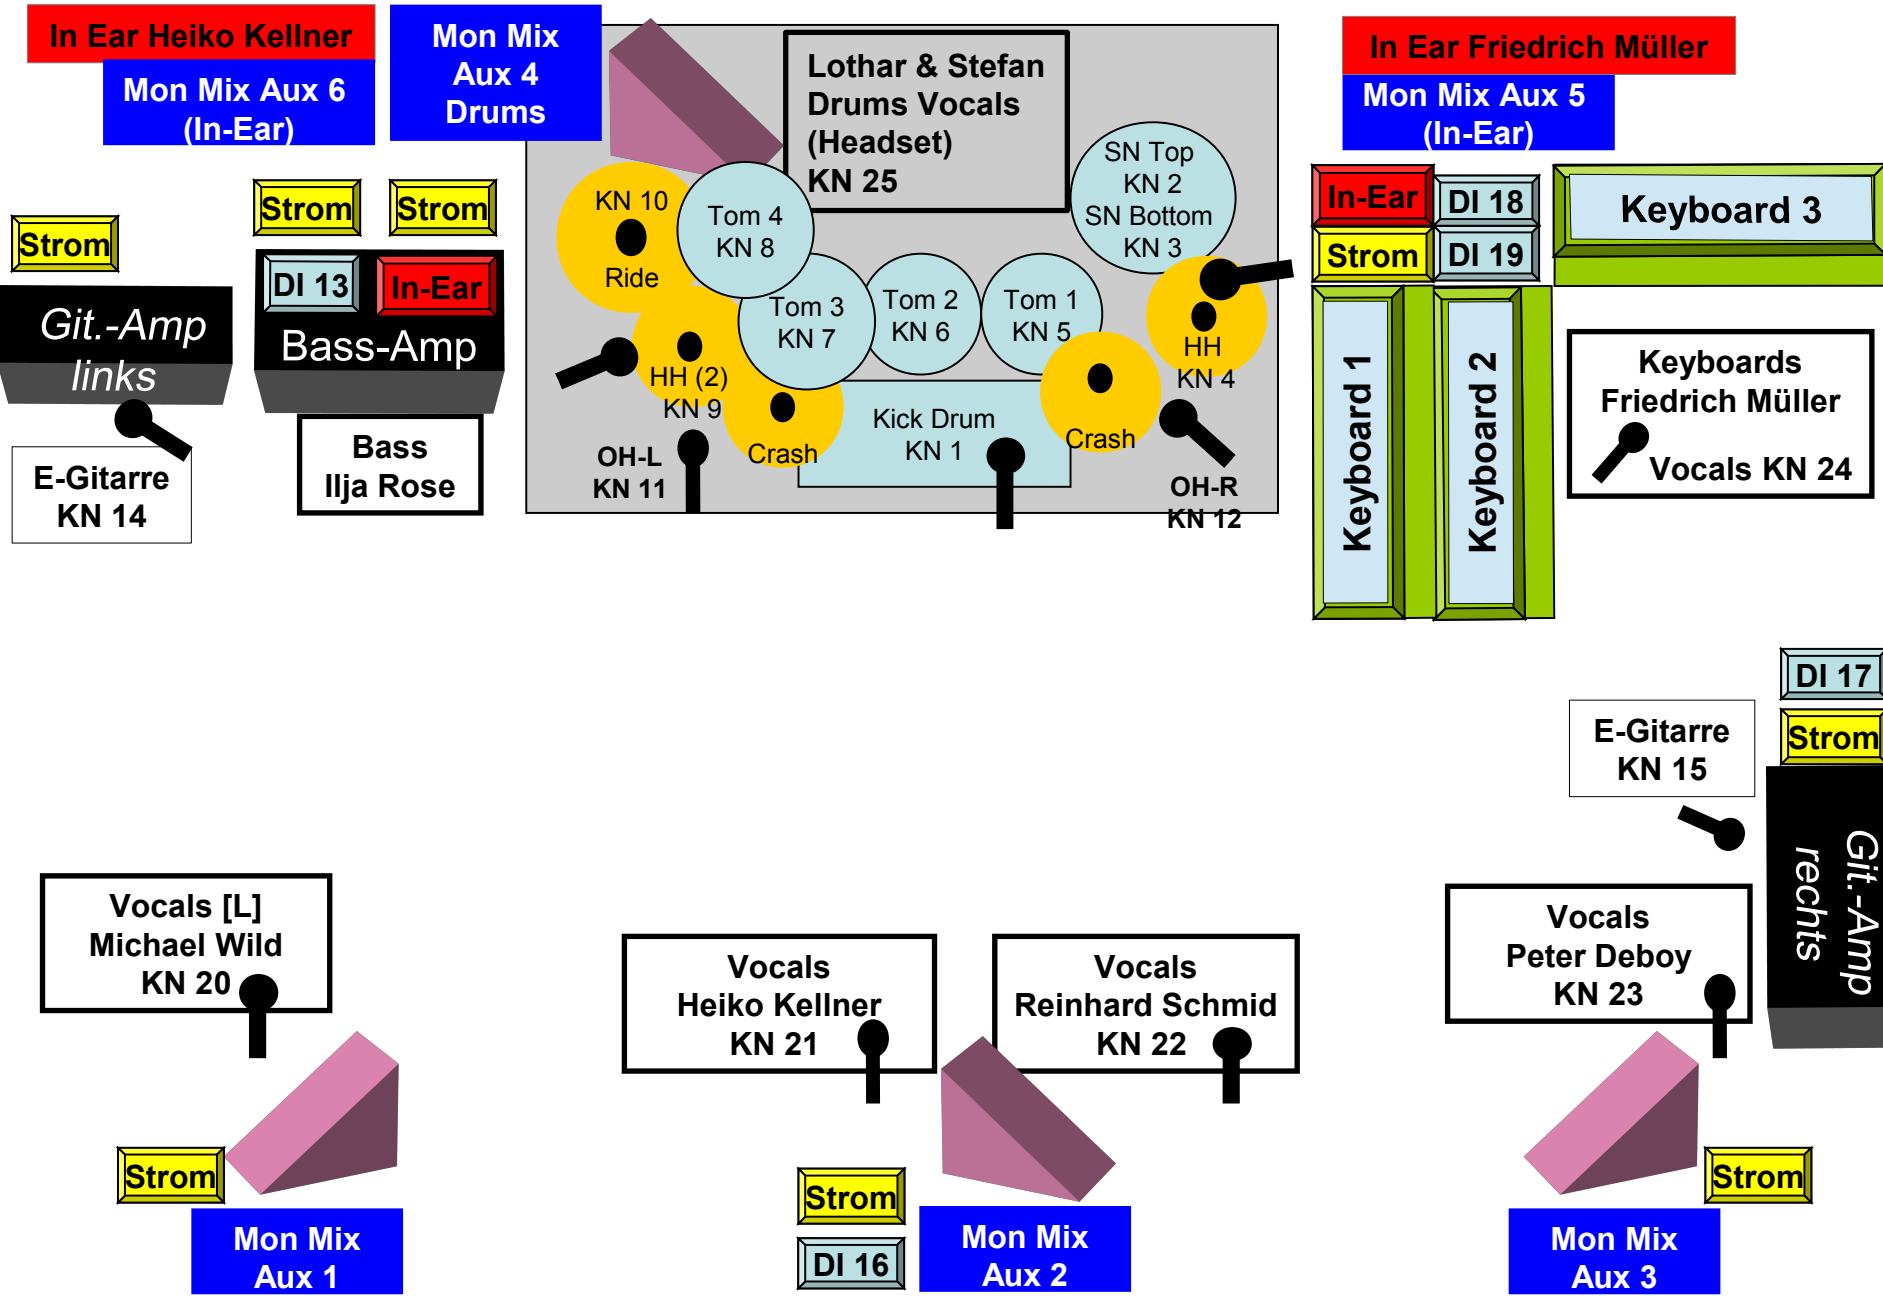 In Ear Heiko Kellner
Mon Mix Aux 6
(In-Ear)
Mon Mix
Aux 4
Drums
Lothar & Stefan
Drums Vocals
(Headset)
KN 25
In Ear Friedrich Müller
Mon Mix Aux 5
(In-Ear)
Strom
Strom
Strom
DI 13
In-Ear
Bass-Amp
Git.-Amp
links
E-Gitarre
KN 14
Bass
Ilja Rose
KN 10
Ride
Tom 4
KN 8
SN Top
KN 2
SN Bottom
KN 3
Tom 3
KN 7
Tom 2
KN 6
Tom 1
KN 5
HH
KN 4
HH (2)
KN 9
Crash
Kick Drum
KN 1
Crash
OH-L
KN 11
OH-R
KN 12
In-Ear
DI 18
Strom
DI 19
Keyboard 3
Keyboard 1
Keyboard 2
Keyboards
Friedrich Müller
Vocals KN 24
DI 17
Strom
E-Gitarre
KN 15
Git.-Amp
rechts
Vocals [L]
Michael Wild
KN 20
Vocals
Heiko Kellner
KN 21
Vocals
Reinhard Schmid
KN 22
Vocals
Peter Deboy
KN 23
Strom
Mon Mix
Aux 1
Strom
DI 16
Mon Mix
Aux 2
Strom
Mon Mix
Aux 3